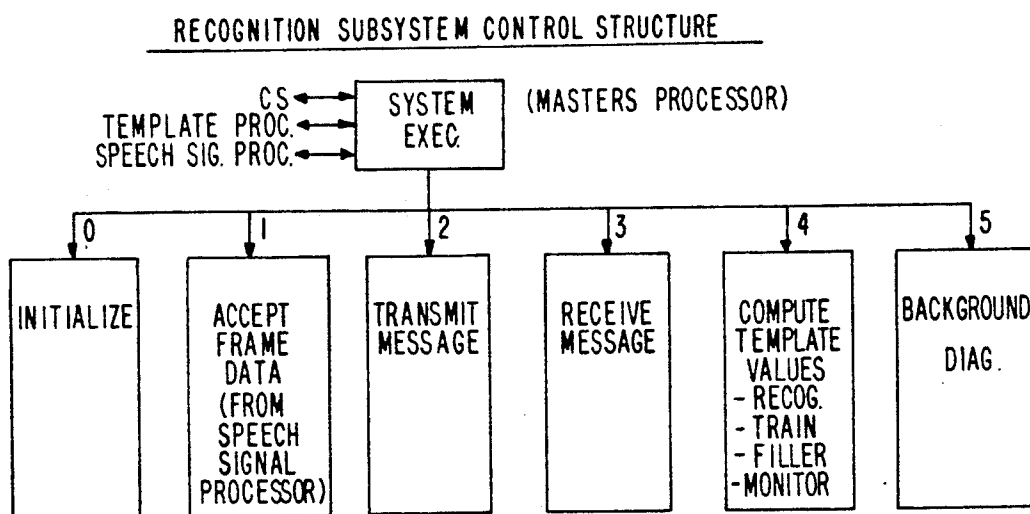 RECOGNITION SUBSYSTEM CONTROL STRUCTURE
CS
TEMPLATE PROC.
SPEECH SIG. PROC.
SYSTEM
EXEC.
(MASTERS PROCESSOR)
0
1
2
3
4
5
INITIALIZE
ACCEPT
FRAME
DATA
(FROM
SPEECH
SIGNAL
PROCESSOR)
TRANSMIT
MESSAGE
RECEIVE
MESSAGE
COMPUTE
TEMPLATE
VALUES
-RECOG.
-TRAIN
-FILLER
-MONITOR
BACKGROUND
DIAG.